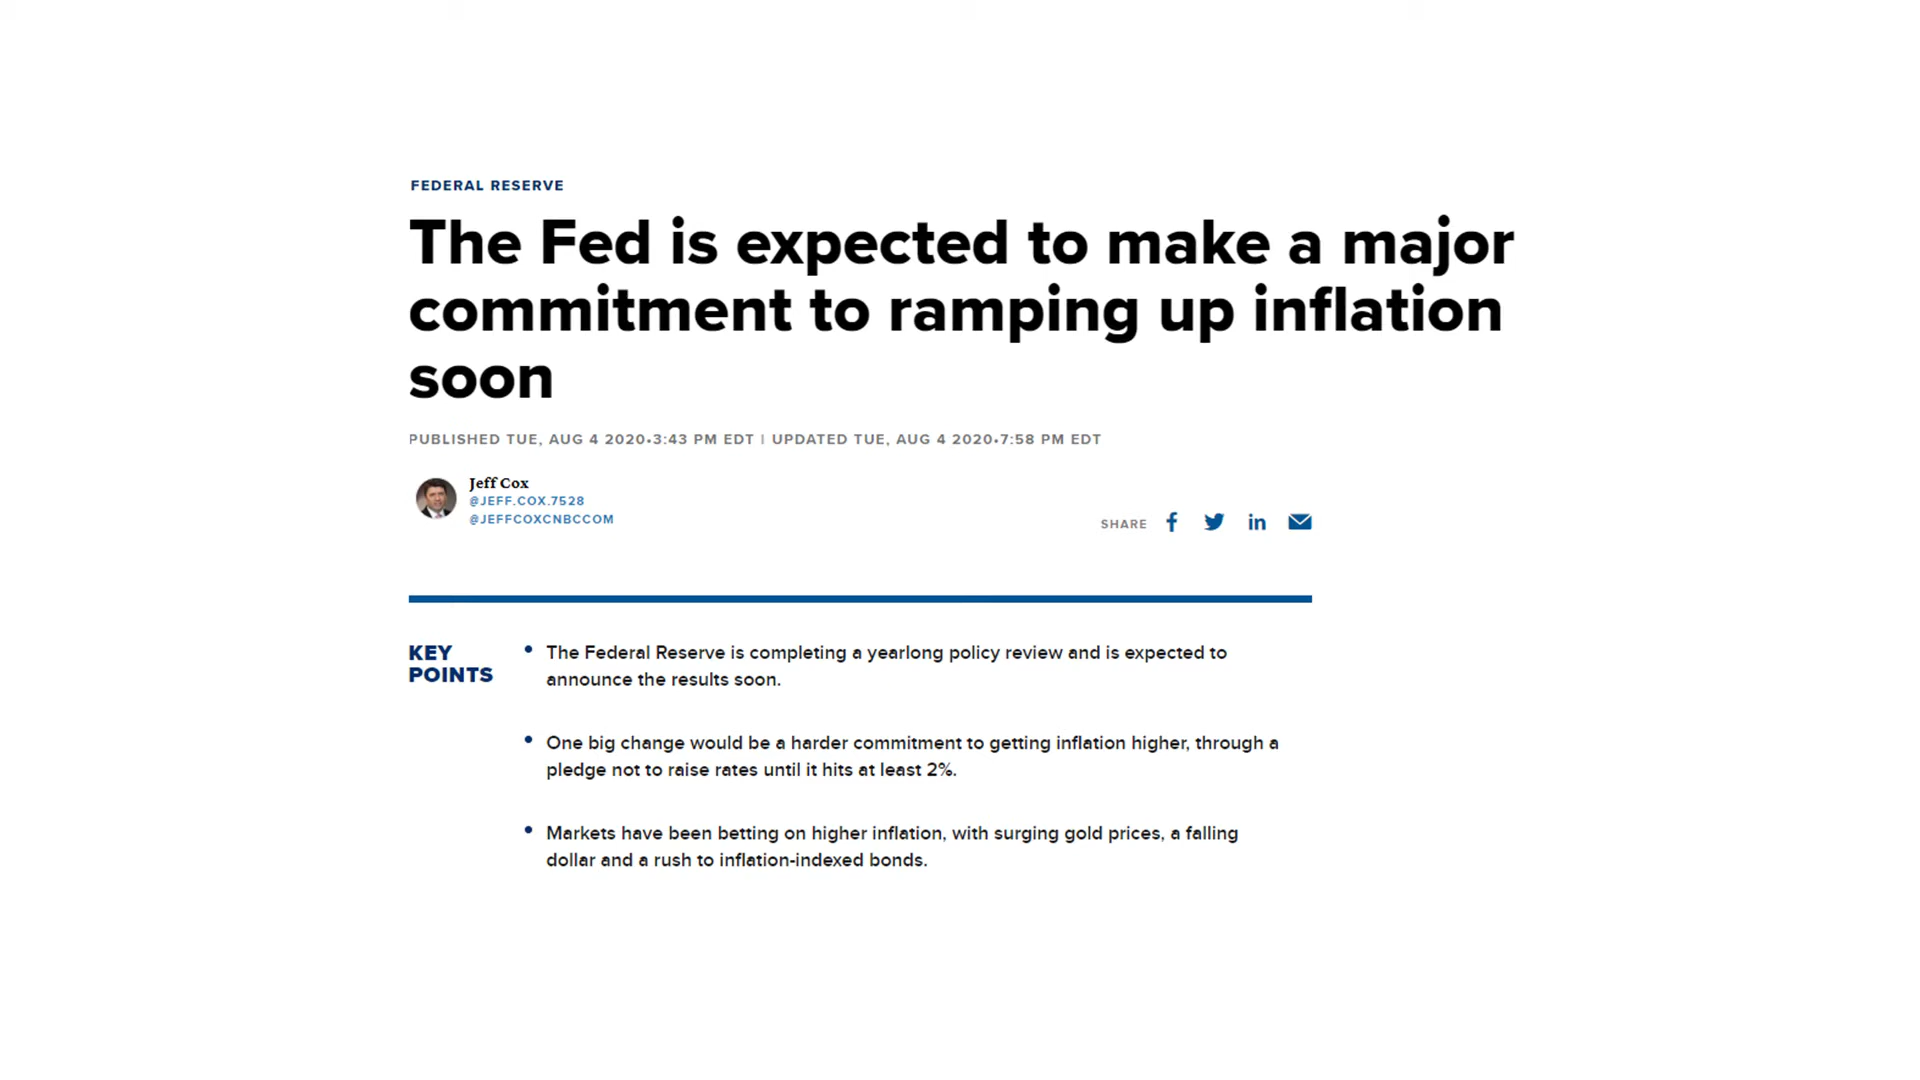 FEDERAL RESERVE
The Fed is expected to make a major
commitment to ramping up inflation
soon
PUBLISHED TUE, AUG 4 2020•3:43 PM EDT | UPDATED TUE, AUG 4 2020•7:58 PM EDT
Jeff Cox
@JEFF.COX.7528
@JEFFCOXCNBCCOM
SHARE
KEY
POINTS
• The Federal Reserve is completing a yearlong policy review and is expected to
announce the results soon.
• One big change would be a harder commitment to getting inflation higher, through a
pledge not to raise rates until it hits at least 2%.
• Markets have been betting on higher inflation, with surging gold prices, a falling
dollar and a rush to inflation-indexed bonds.